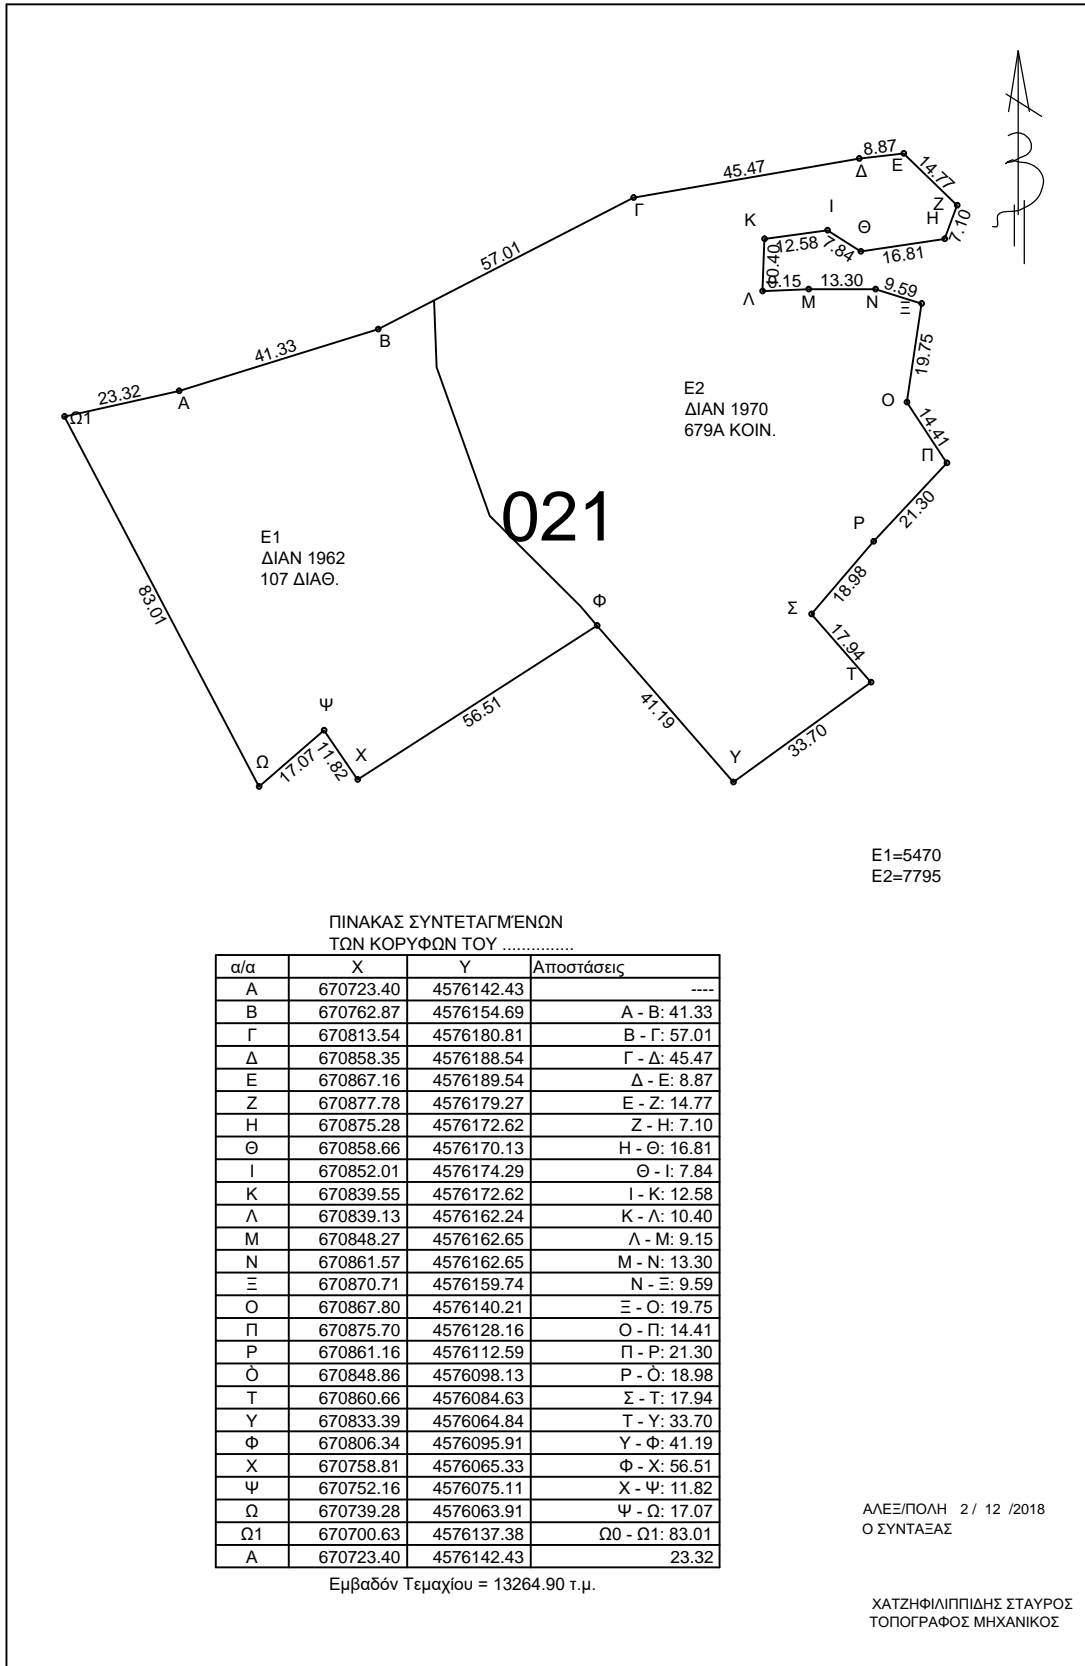 8.87
Δ
Ε
45.47
14.77
Γ
Ζ
Η
7.10
Κ
Ι
Θ
12.58
7.84
16.81
57.01
10.40
Λ
9.15
Μ
13.30
Ν
9.59
Ξ
Β
41.33
19.75
23.32
Α
Ω1
Ε2
ΔΙΑΝ 1970
679Α ΚΟΙΝ.
Ο
14.41
Π
021
21.30
Ρ
Ε1
ΔΙΑΝ 1962
107 ΔΙΑΘ.
83.01
18.98
Φ
Σ
17.94
Τ
56.51
41.19
33.70
Ψ
Ω
17.07
11.82
Χ
Υ
Ε1=5470
Ε2=7795
ΠΙΝΑΚΑΣ ΣΥΝΤΕΤΑΓΜΈΝΩΝ
ΤΩΝ ΚΟΡΥΦΩΝ ΤΟΥ ...............
α/α Χ Υ Αποστάσεις
Α 670723.40 4576142.43 ----
Β 670762.87 4576154.69 Α - Β: 41.33
Γ 670813.54 4576180.81 Β - Γ: 57.01
Δ 670858.35 4576188.54 Γ - Δ: 45.47
Ε 670867.16 4576189.54 Δ - Ε: 8.87
Ζ 670877.78 4576179.27 Ε - Ζ: 14.77
Η 670875.28 4576172.62 Ζ - Η: 7.10
Θ 670858.66 4576170.13 Η - Θ: 16.81
Ι 670852.01 4576174.29 Θ - Ι: 7.84
Κ 670839.55 4576172.62 Ι - Κ: 12.58
Λ 670839.13 4576162.24 Κ - Λ: 10.40
Μ 670848.27 4576162.65 Λ - Μ: 9.15
Ν 670861.57 4576162.65 Μ - Ν: 13.30
Ξ 670870.71 4576159.74 Ν - Ξ: 9.59
Ο 670867.80 4576140.21 Ξ - Ο: 19.75
Π 670875.70 4576128.16 Ο - Π: 14.41
Ρ 670861.16 4576112.59 Π - Ρ: 21.30
Ò 670848.86 4576098.13 Ρ - Ò: 18.98
Τ 670860.66 4576084.63 Σ - Τ: 17.94
Υ 670833.39 4576064.84 Τ - Υ: 33.70
Φ 670806.34 4576095.91 Υ - Φ: 41.19
Χ 670758.81 4576065.33 Φ - Χ: 56.51
Ψ 670752.16 4576075.11 Χ - Ψ: 11.82
Ω 670739.28 4576063.91 Ψ - Ω: 17.07
Ω1 670700.63 4576137.38 Ω0 - Ω1: 83.01
Α 670723.40 4576142.43 23.32
Εμβαδόν Τεμαχίου = 13264.90 τ.μ.
ΑΛΕΞ/ΠΟΛΗ 2 / 12 /2018
Ο ΣΥΝΤΑΞΑΣ
ΧΑΤΖΗΦΙΛΙΠΠΙΔΗΣ ΣΤΑΥΡΟΣ
ΤΟΠΟΓΡΑΦΟΣ ΜΗΧΑΝΙΚΟΣ